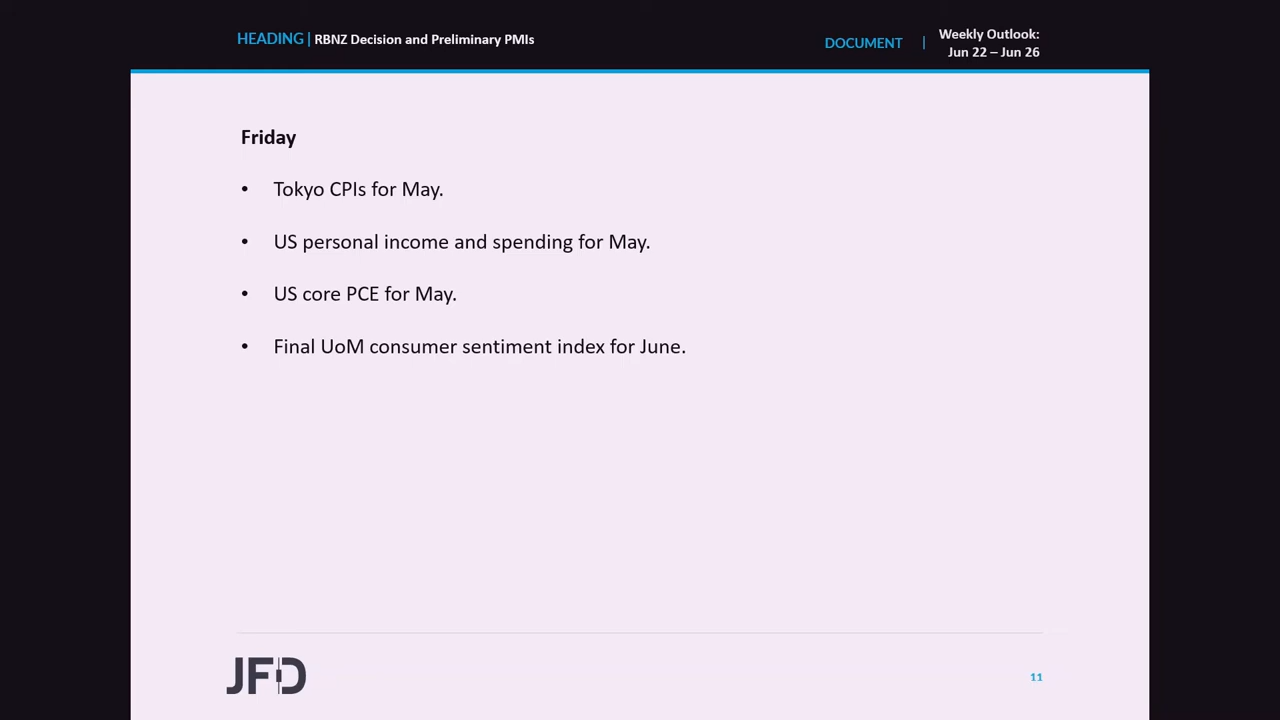 HEADING | RBNZ Decision and Preliminary PMIs
DOCUMENT | Weekly Outlook:
Jun 22 – Jun 26
Friday
• Tokyo CPIs for May.
• US personal income and spending for May.
• US core PCE for May.
• Final UoM consumer sentiment index for June.
JFD
11